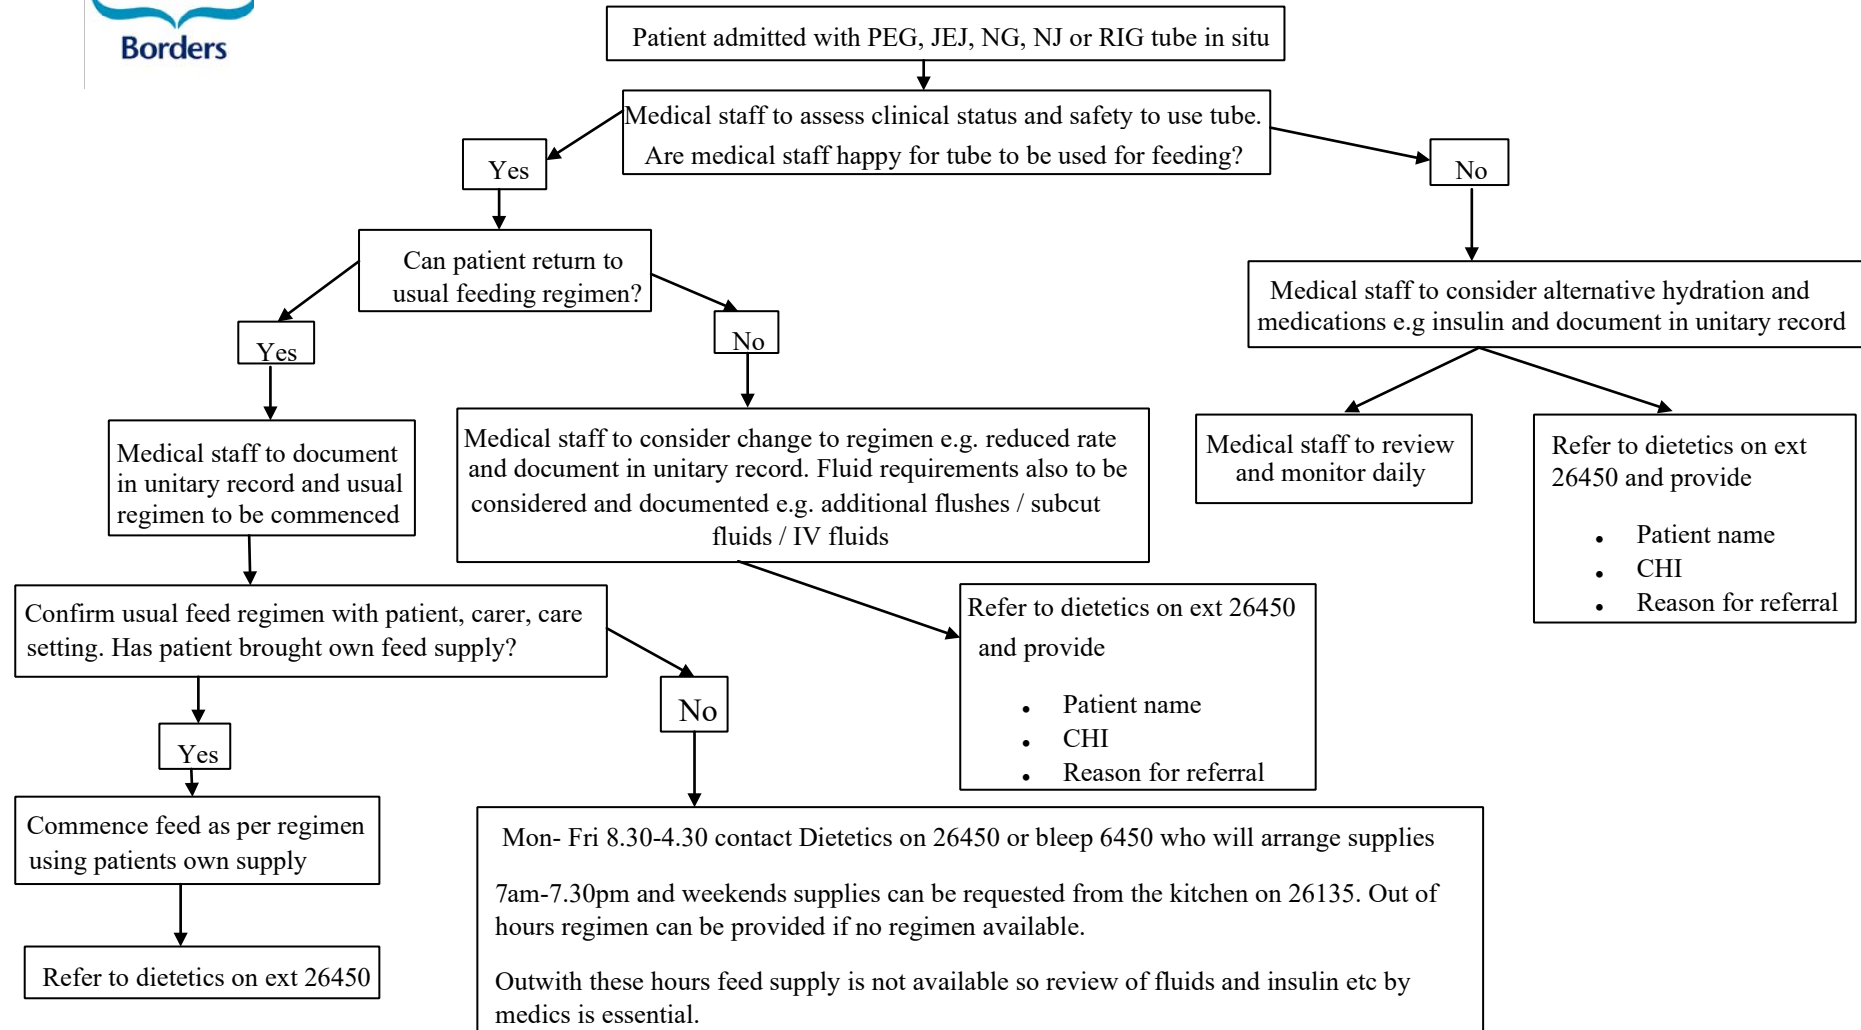 Borders
Patient admitted with PEG, JEJ, NG, NJ or RIG tube in situ
Medical staff to assess clinical status and safety to use tube.
Are medical staff happy for tube to be used for feeding?
Yes
No
Can patient return to
usual feeding regimen?
Medical staff to consider alternative hydration and
medications e.g insulin and document in unitary record
Yes
No
Medical staff to document
in unitary record and usual
regimen to be commenced
Medical staff to consider change to regimen e.g. reduced rate
and document in unitary record. Fluid requirements also to be
considered and documented e.g. additional flushes / subcut
fluids / IV fluids
Medical staff to review
and monitor daily
Refer to dietetics on ext
26450 and provide
• Patient name
• CHI
• Reason for referral
Confirm usual feed regimen with patient, carer, care
setting. Has patient brought own feed supply?
Refer to dietetics on ext 26450
and provide
• Patient name
• CHI
• Reason for referral
Yes
No
Commence feed as per regimen
using patients own supply
Refer to dietetics on ext 26450
Mon- Fri 8.30-4.30 contact Dietetics on 26450 or bleep 6450 who will arrange supplies
7am-7.30pm and weekends supplies can be requested from the kitchen on 26135. Out of
hours regimen can be provided if no regimen available.
Outwith these hours feed supply is not available so review of fluids and insulin etc by
medics is essential.